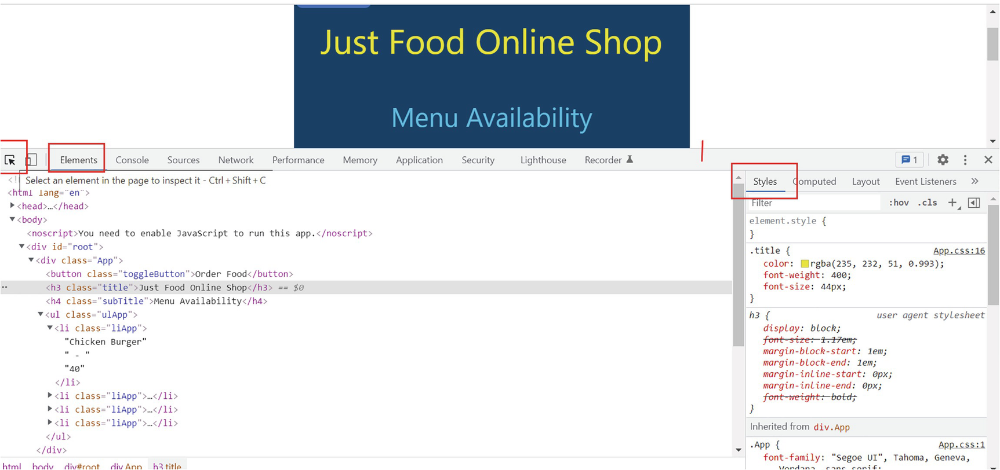 Just Food Online Shop
Menu Availability
Elements Console Sources Network Performance Memory Application Security Lighthouse Recorder 1
Select an element in the page to inspect it - Ctrl + Shift + C
<html lang="en">
<head>…</head>
<body>
<noscript>You need to enable JavaScript to run this app.</noscript>
<div id="root">
<div class="App">
<button class="toggleButton">Order Food</button>
<h3 class="title">Just Food Online Shop</h3> == $0
<h4 class="subTitle">Menu Availability</h4>
<ul class="ulApp">
<li class="liApp">
"Chicken Burger"
" - "
"40"
</li>
<li class="liApp">…</li>
<li class="liApp">…</li>
<li class="liApp">…</li>
</ul>
</div>
html body div#root div.App h3.title
Styles Computed Layout Event Listeners »
Filter :hov .cls +
element.style {
}
.title { App.css:16
color: rgba(235, 232, 51, 0.993);
font-weight: 400;
font-size: 44px;
}
h3 { user agent stylesheet
display: block;
font-size: 1.17em;
margin-block-start: 1em;
margin-block-end: 1em;
margin-inline-start: 0px;
margin-inline-end: 0px;
font-weight: bold;
}
Inherited from div.App
.App { App.css:1
font-family: "Segoe UI", Tahoma, Geneva,
Verdana, sans-serif;